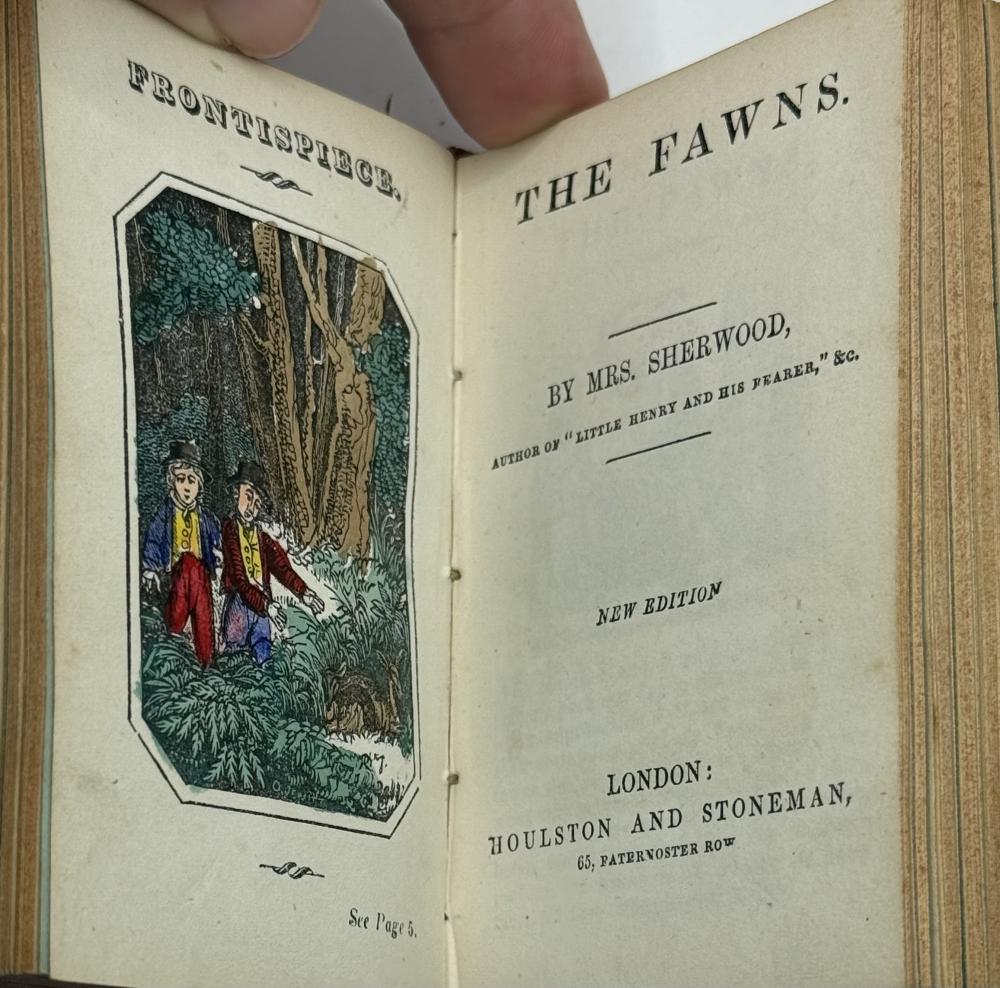 FRONTISPIECE.
See Page 5.
THE FAWNS.
BY MRS. SHERWOOD,
AUTHOR OF "LITTLE HENRY AND HIS BEARER," &c.
NEW EDITION
LONDON:
HOULSTON AND STONEMAN,
65, PATERNOSTER ROW